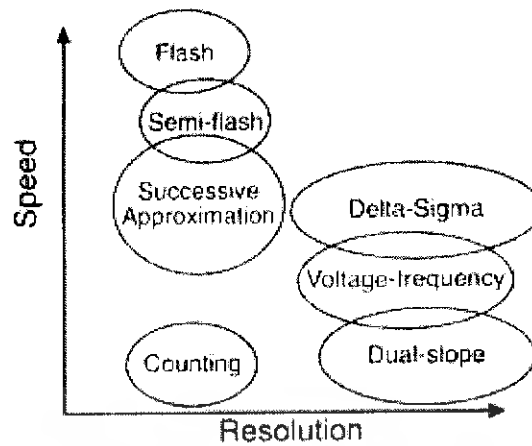 Flash
Semi-flash
Successive
Approximation
Delta-Sigma
Voltage-frequency
Counting
Dual-slope
Speed
Resolution